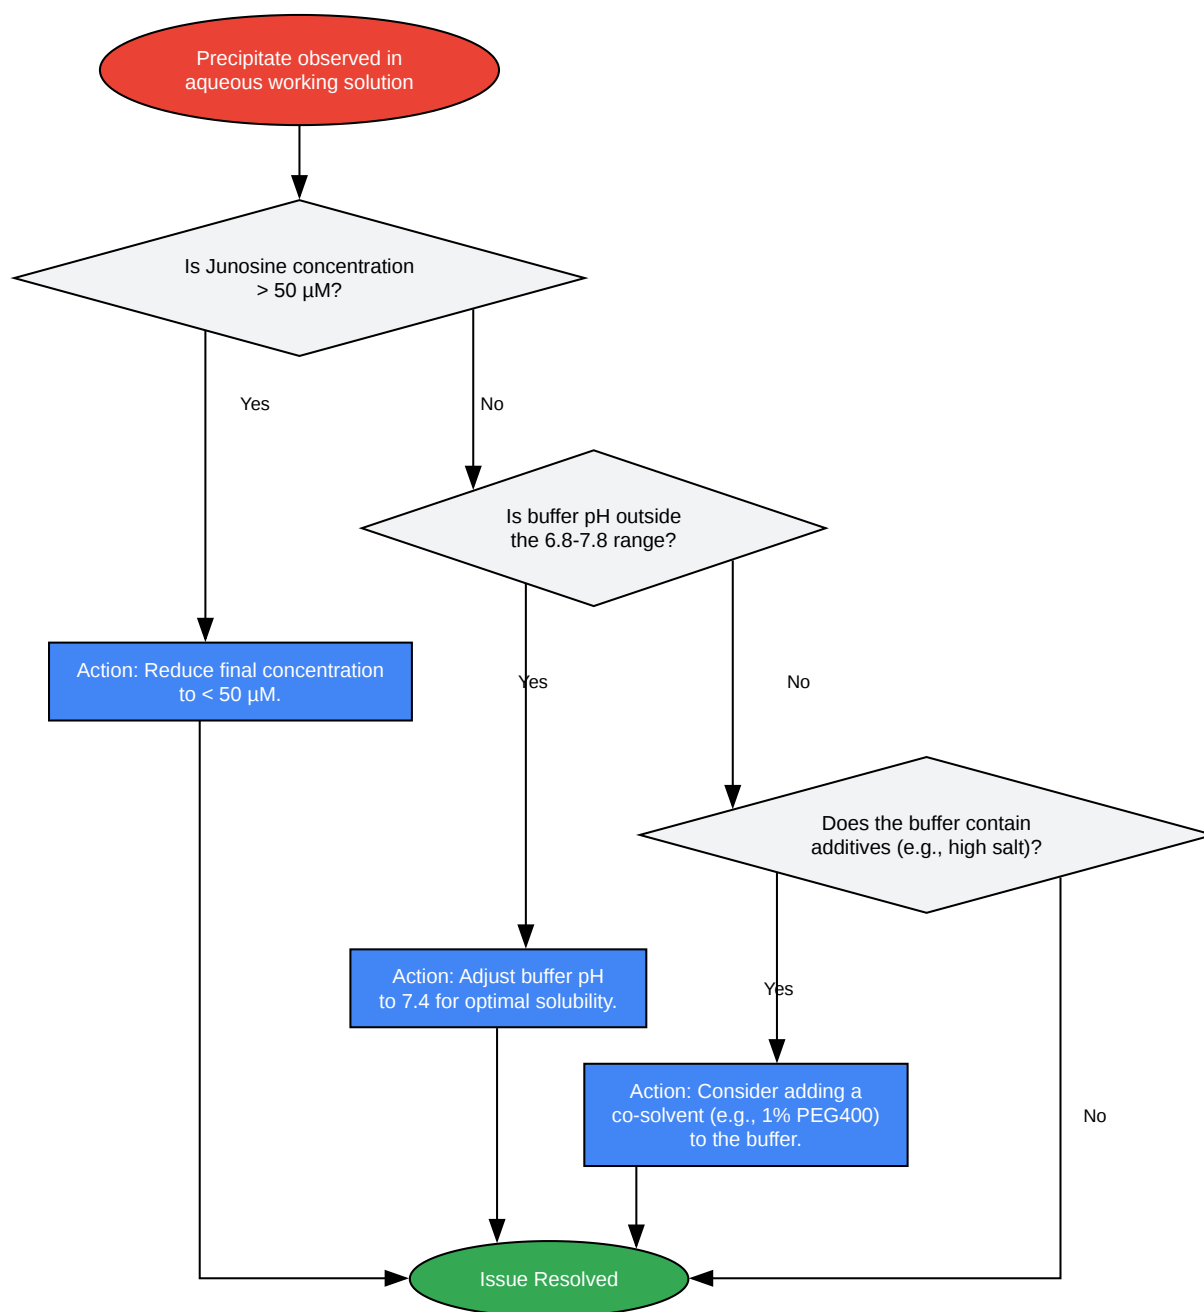 Precipitate observed in
aqueous working solution
Is Junosine concentration
> 50 µM?
Yes
No
Is buffer pH outside
the 6.8-7.8 range?
Action: Reduce final concentration
to < 50 µM.
Yes
No
Does the buffer contain
additives (e.g., high salt)?
Action: Adjust buffer pH
to 7.4 for optimal solubility.
Yes
Action: Consider adding a
co-solvent (e.g., 1% PEG400)
to the buffer.
No
Issue Resolved